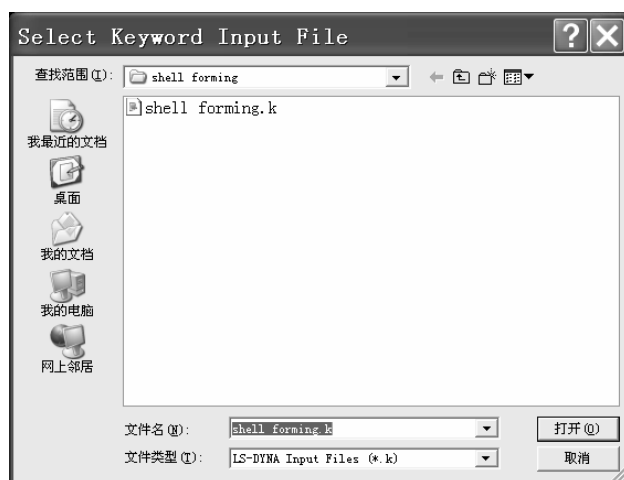 Select Keyword Input File
查找范围(I): shell forming
shell forming.k
我最近的文档
桌面
我的文档
我的电脑
网上邻居
文件名(N): shell forming.k 打开(O)
文件类型(T): LS-DYNA Input Files (*.k) 取消